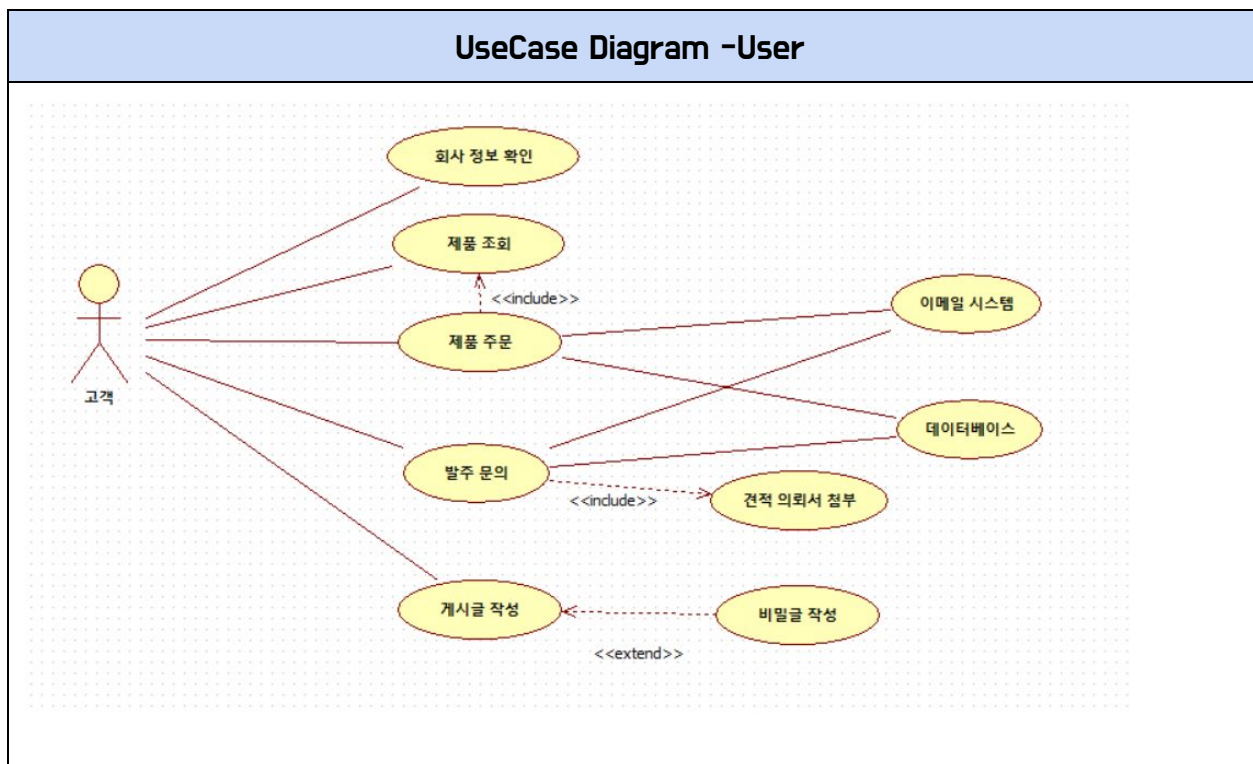 UseCase Diagram -User
회사 정보 확인
제품 조회
<<include>>
이메일 시스템
제품 주문
고객
데이터베이스
발주 문의
<<include>>
견적 의뢰서 첨부
게시글 작성
비밀글 작성
<<extend>>